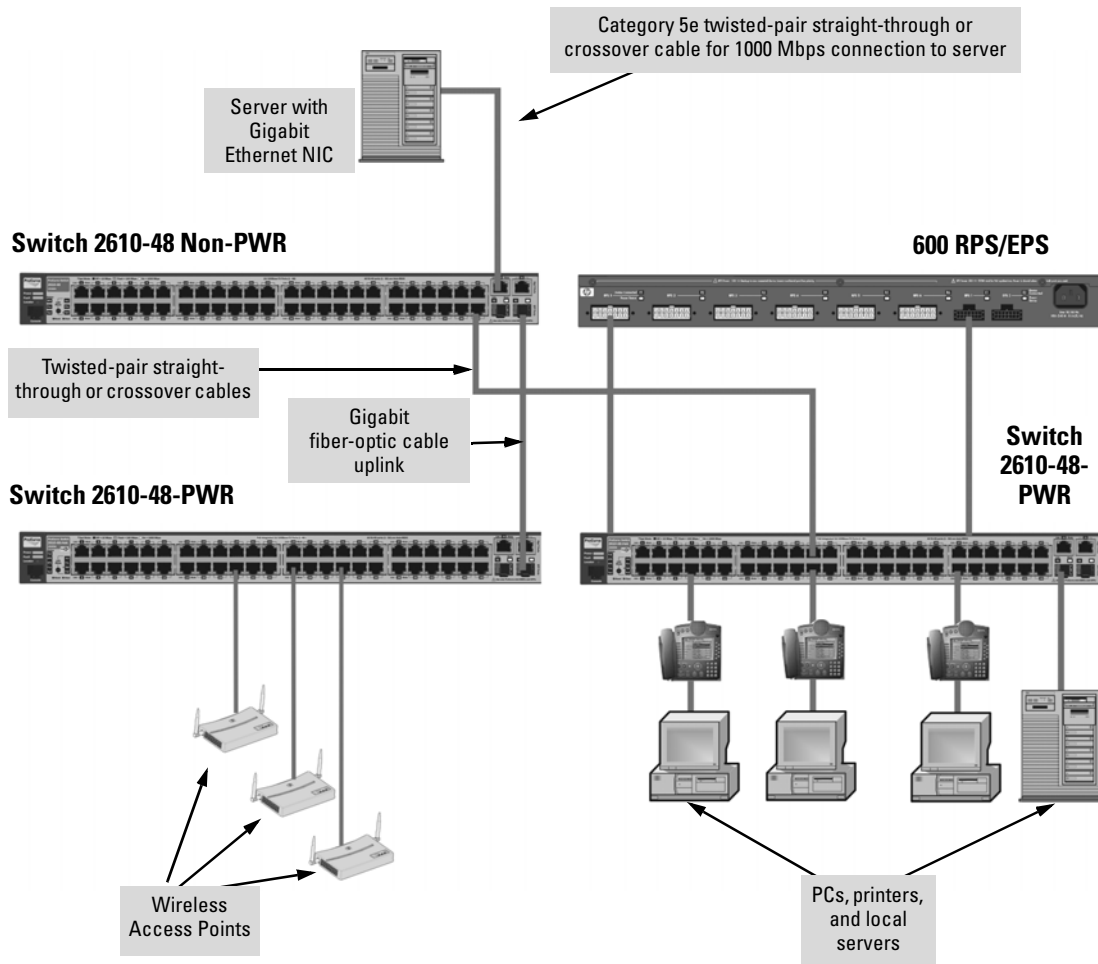 Category 5e twisted-pair straight-through or
crossover cable for 1000 Mbps connection to server
Server with
Gigabit
Ethernet NIC
Switch 2610-48 Non-PWR
600 RPS/EPS
Twisted-pair straight-
through or crossover cables
Gigabit
fiber-optic cable
uplink
Switch 2610-48-PWR
Switch
2610-48-
PWR
Wireless
Access Points
PCs, printers,
and local
servers